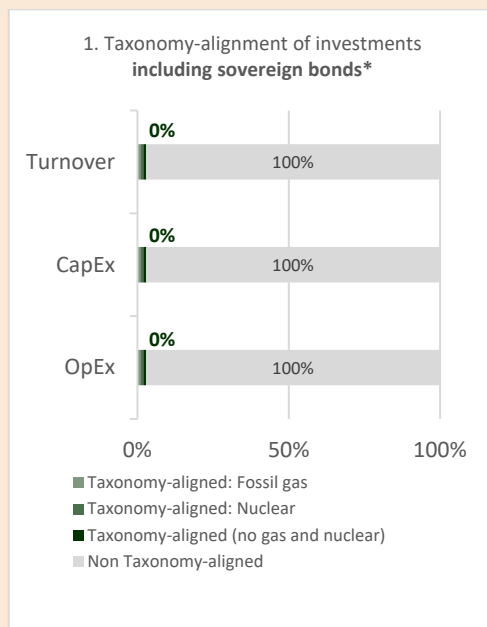 1. Taxonomy-alignment of investments
including sovereign bonds*
0%
Turnover
100%
0%
CapEx
100%
0%
OpEx
100%
0% 50% 100%
Taxonomy-aligned: Fossil gas
Taxonomy-aligned: Nuclear
Taxonomy-aligned (no gas and nuclear)
Non Taxonomy-aligned